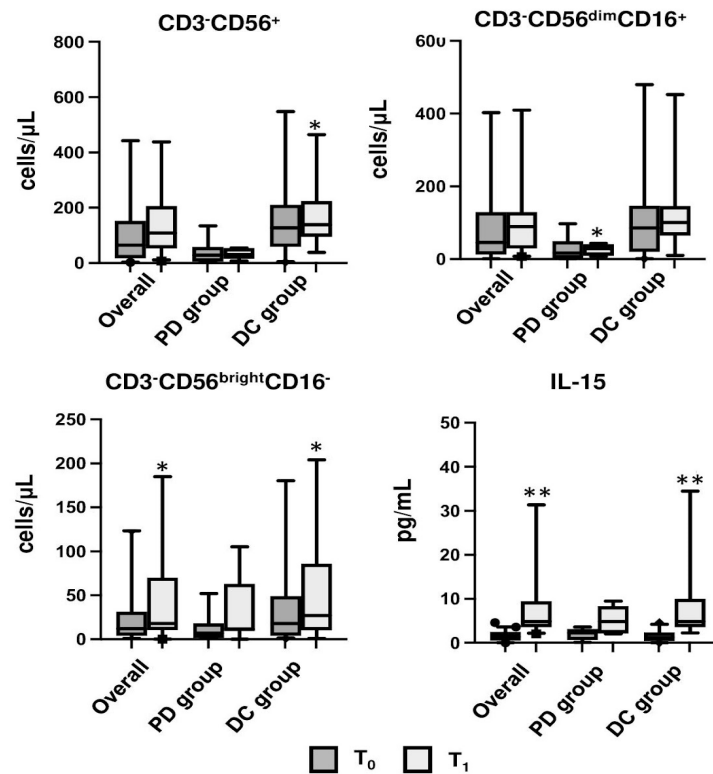 CD3⁻CD56⁺
800
600
400
200
0
cells/µL
*
Overall
PD group
DC group
CD3⁻CD56ᵈⁱᵐCD16⁺
600
400
200
0
cells/µL
*
Overall
PD group
DC group
CD3⁻CD56ᵇʳⁱᵍʰᵗCD16⁻
250
200
150
100
50
0
cells/µL
*
*
Overall
PD group
DC group
IL-15
50
40
30
20
10
0
pg/mL
**
**
Overall
PD group
DC group
T₀ T₁